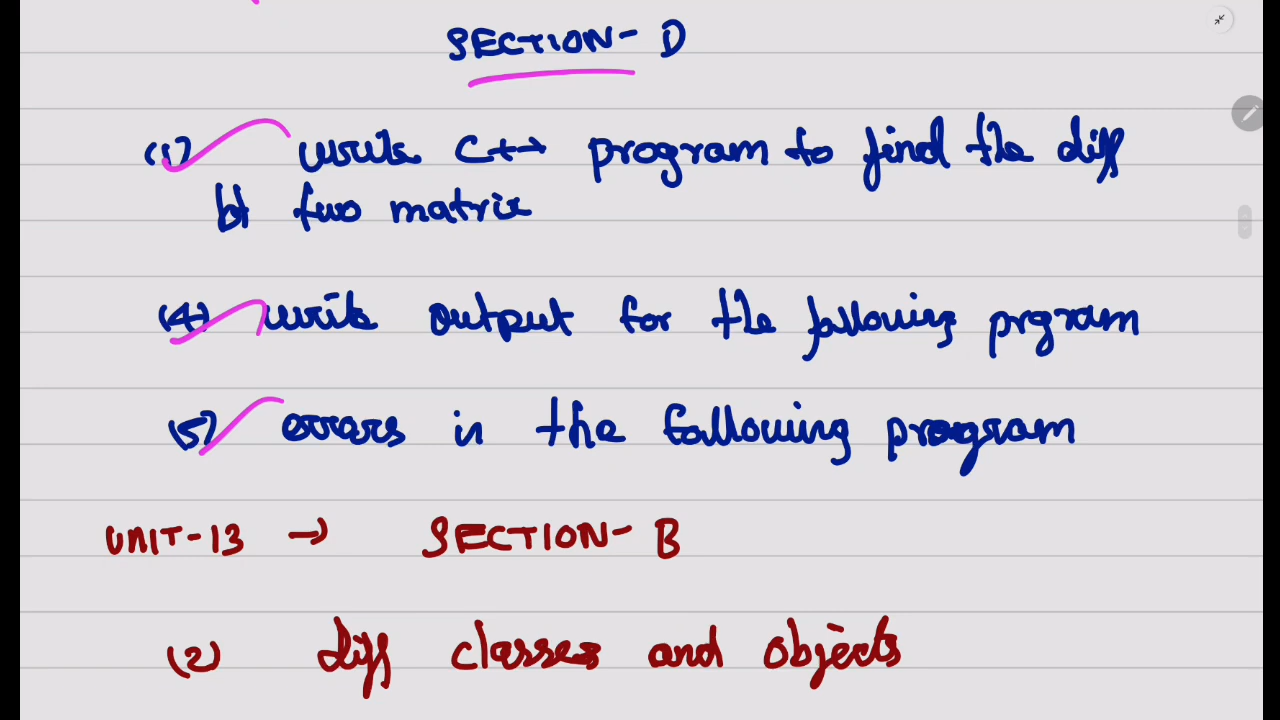 SECTION- D
(1) write C++ program to find the diff
b/ two matrix
(4) write output for the following program
(5) errors in the following program
UNIT-13 → SECTION- B
(2) diff classes and objects